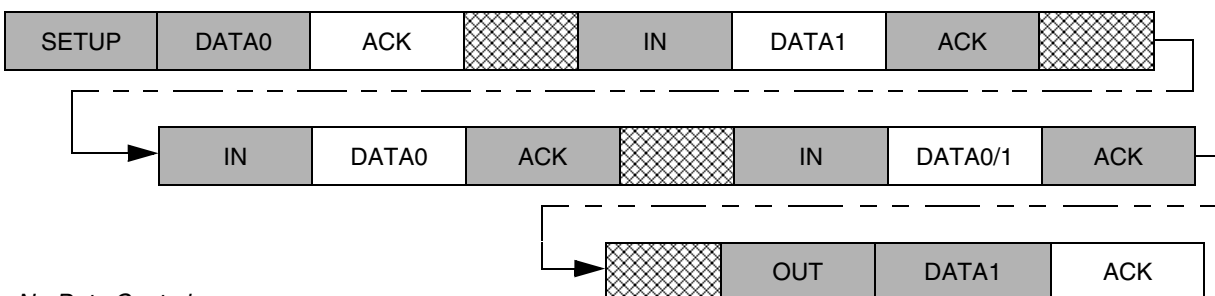 SETUP DATA0 ACK IN DATA1 ACK
IN DATA0 ACK IN DATA0/1 ACK
OUT DATA1 ACK